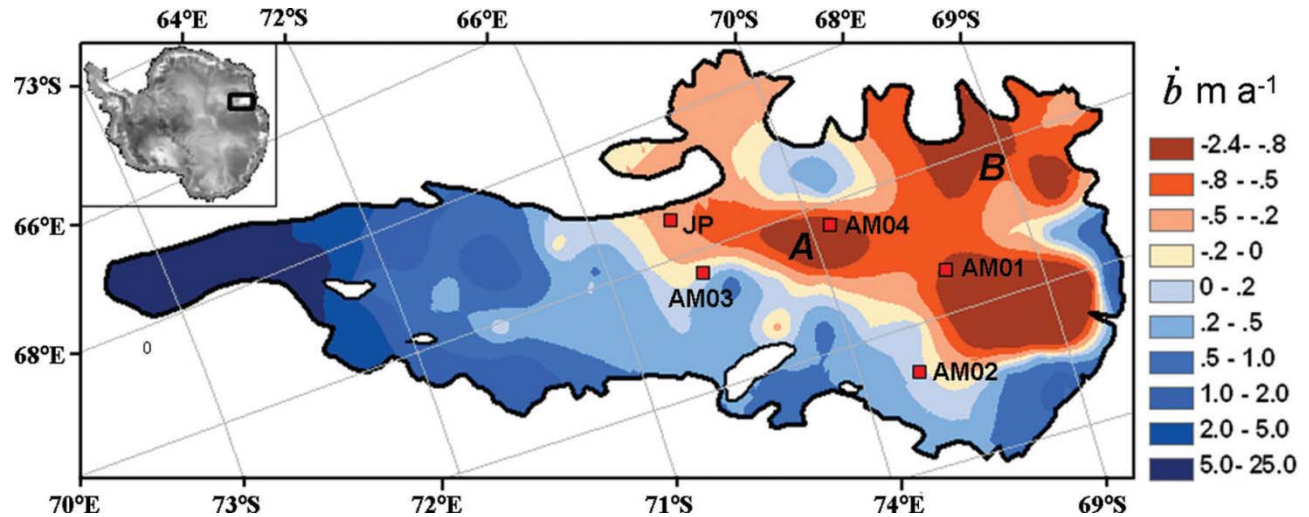 64°E 72°S 66°E 70°S 68°E 69°S
73°S
66°E
68°E
ḃ m a-1
-2.4- -.8
.8 - -.5
-.5 - -.2
-.2 - 0
0 - .2
.2 - .5
.5 - 1.0
1.0 - 2.0
2.0 - 5.0
5.0 - 25.0
B
JP
A
AM04
AM03
AM01
AM02
0
70°E 73°S 72°E 71°S 74°E 69°S